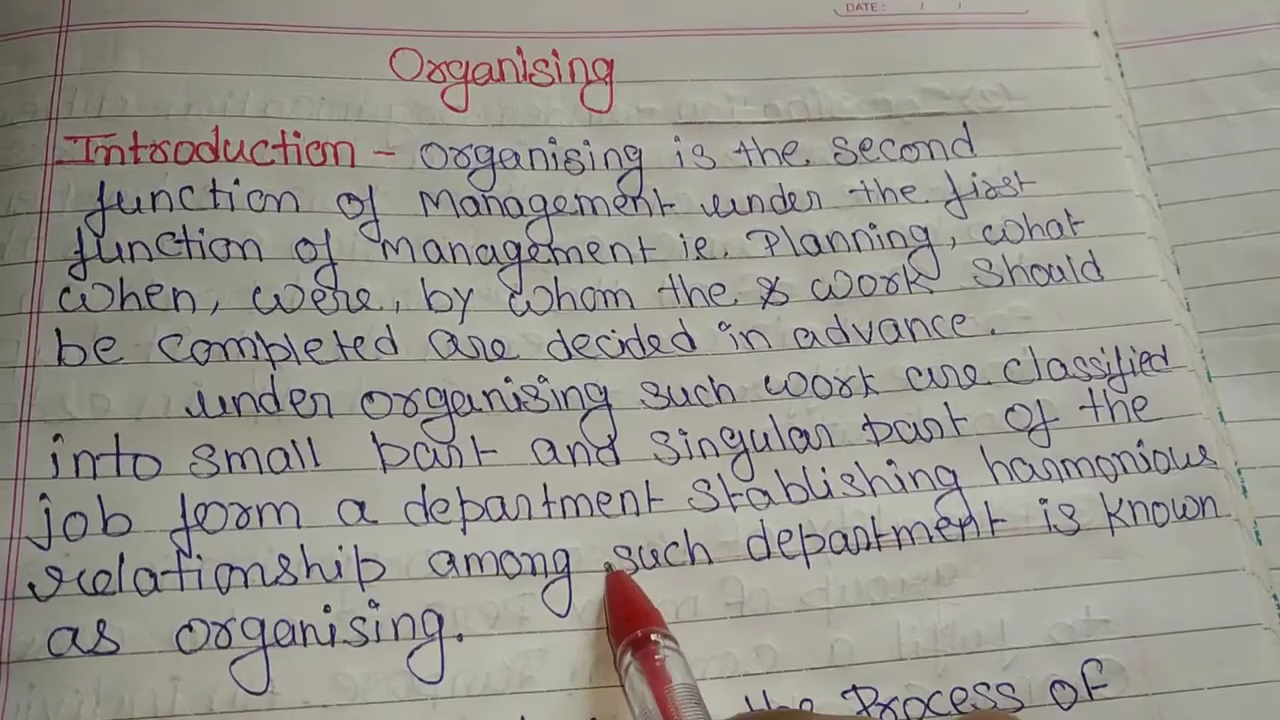 DATE: / /
Organising
Introduction - organising is the second
function of management under the first
function of management ie. Planning, what
when, were, by whom the work should
be completed are decided in advance.
under organising such work are classified
into small part and singular part of the
job form a department stablishing harmonious
relationship among such department is known
as organising.
the Process of